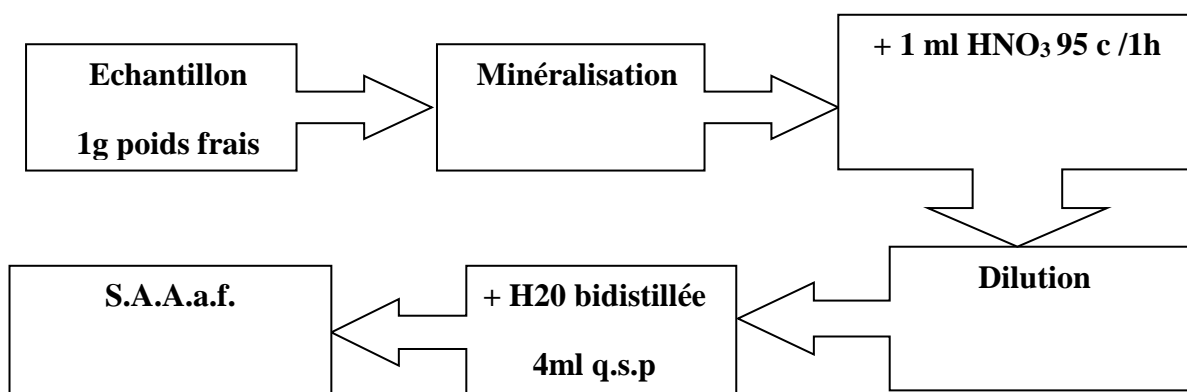 Echantillon
1g poids frais
Minéralisation
+ 1 ml HNO₃ 95 c /1h
Dilution
+ H20 bidistillée
4ml q.s.p
S.A.A.a.f.